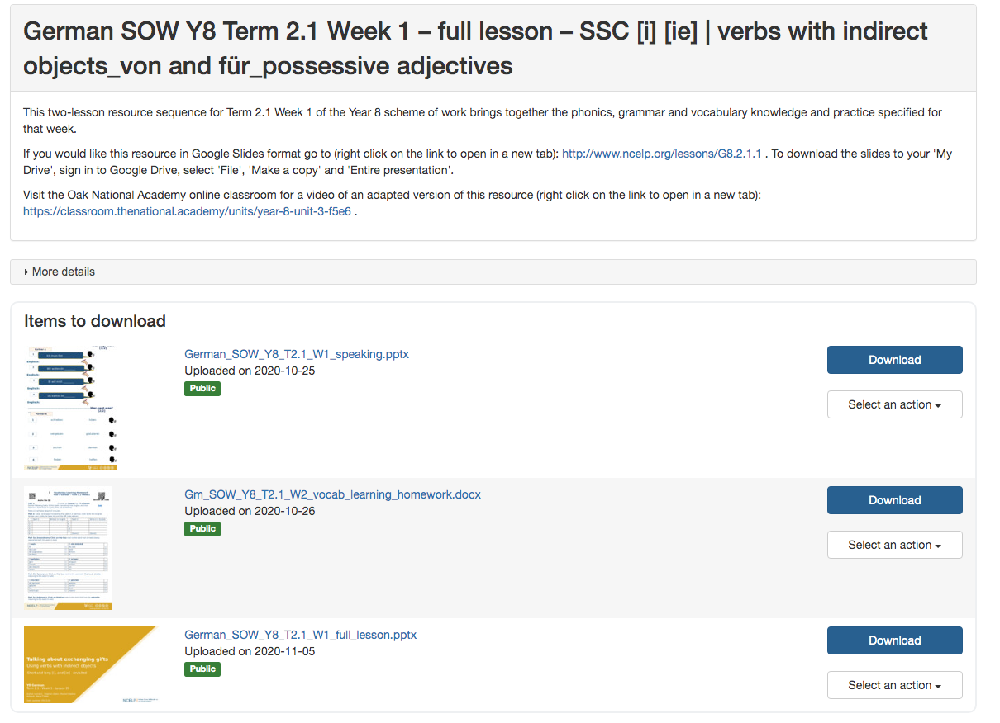 German SOW Y8 Term 2.1 Week 1 – full lesson – SSC [i] [ie] | verbs with indirect
objects_von and für_possessive adjectives
This two-lesson resource sequence for Term 2.1 Week 1 of the Year 8 scheme of work brings together the phonics, grammar and vocabulary knowledge and practice specified for
that week.
If you would like this resource in Google Slides format go to (right click on the link to open in a new tab): http://www.ncelp.org/lessons/G8.2.1.1 . To download the slides to your 'My
Drive', sign in to Google Drive, select 'File', 'Make a copy' and 'Entire presentation'.
Visit the Oak National Academy online classroom for a video of an adapted version of this resource (right click on the link to open in a new tab):
https://classroom.thenational.academy/units/year-8-unit-3-f5e6 .
More details
Items to download
German_SOW_Y8_T2.1_W1_speaking.pptx
Uploaded on 2020-10-25
Public
Download
Select an action
Gm_SOW_Y8_T2.1_W2_vocab_learning_homework.docx
Uploaded on 2020-10-26
Public
Download
Select an action
Talking about exchanging gifts
Using verbs with indirect objects
NCELP
German_SOW_Y8_T2.1_W1_full_lesson.pptx
Uploaded on 2020-11-05
Public
Download
Select an action